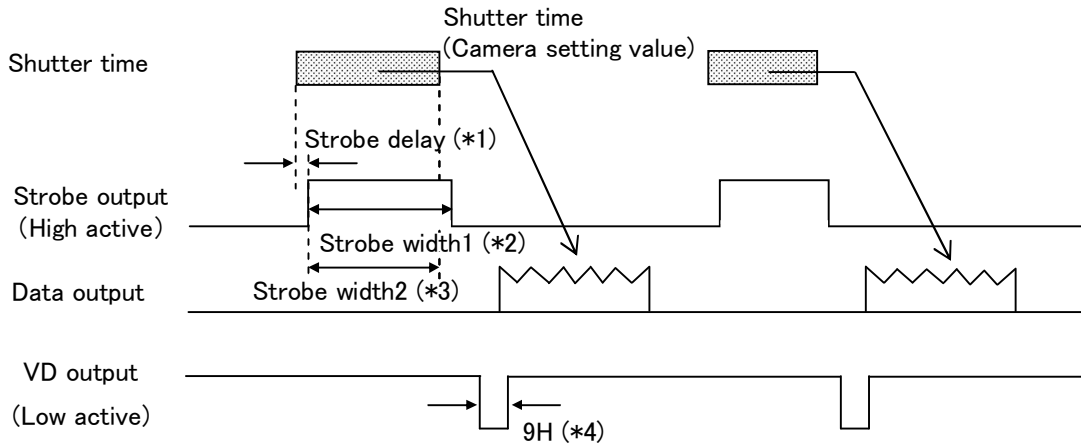 Shutter time
(Camera setting value)
Shutter time
Strobe delay (*1)
Strobe output
(High active)
Strobe width1 (*2)
Strobe width2 (*3)
Data output
VD output
(Low active)
9H (*4)